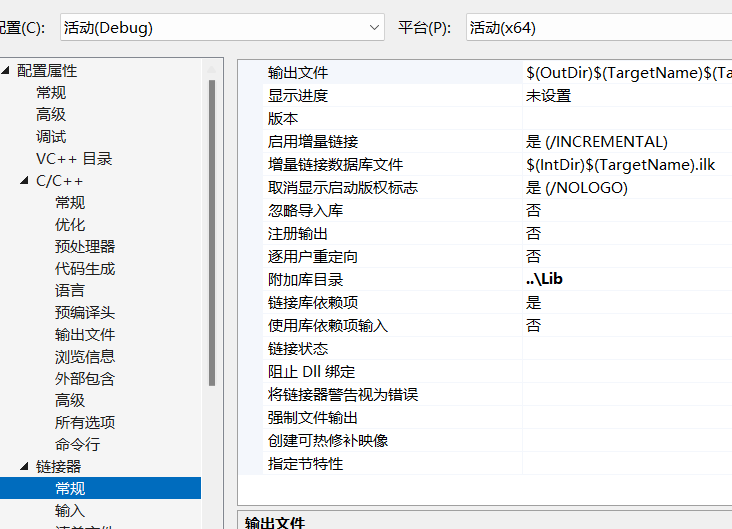 配置(C):
活动(Debug)
平台(P):
活动(x64)
配置属性
常规
高级
调试
VC++ 目录
C/C++
常规
优化
预处理器
代码生成
语言
预编译头
输出文件
浏览信息
外部包含
高级
所有选项
命令行
链接器
常规
输入
输出文件 $(OutDir)$(TargetName)$(Ta
显示进度 未设置
版本
启用增量链接 是 (/INCREMENTAL)
增量链接数据库文件 $(IntDir)$(TargetName).ilk
取消显示启动版权标志 是 (/NOLOGO)
忽略导入库 否
注册输出 否
逐用户重定向 否
附加库目录 ..\Lib
链接库依赖项 是
使用库依赖项输入 否
链接状态
阻止 Dll 绑定
将链接器警告视为错误
强制文件输出
创建可热修补映像
指定节特性
输出文件